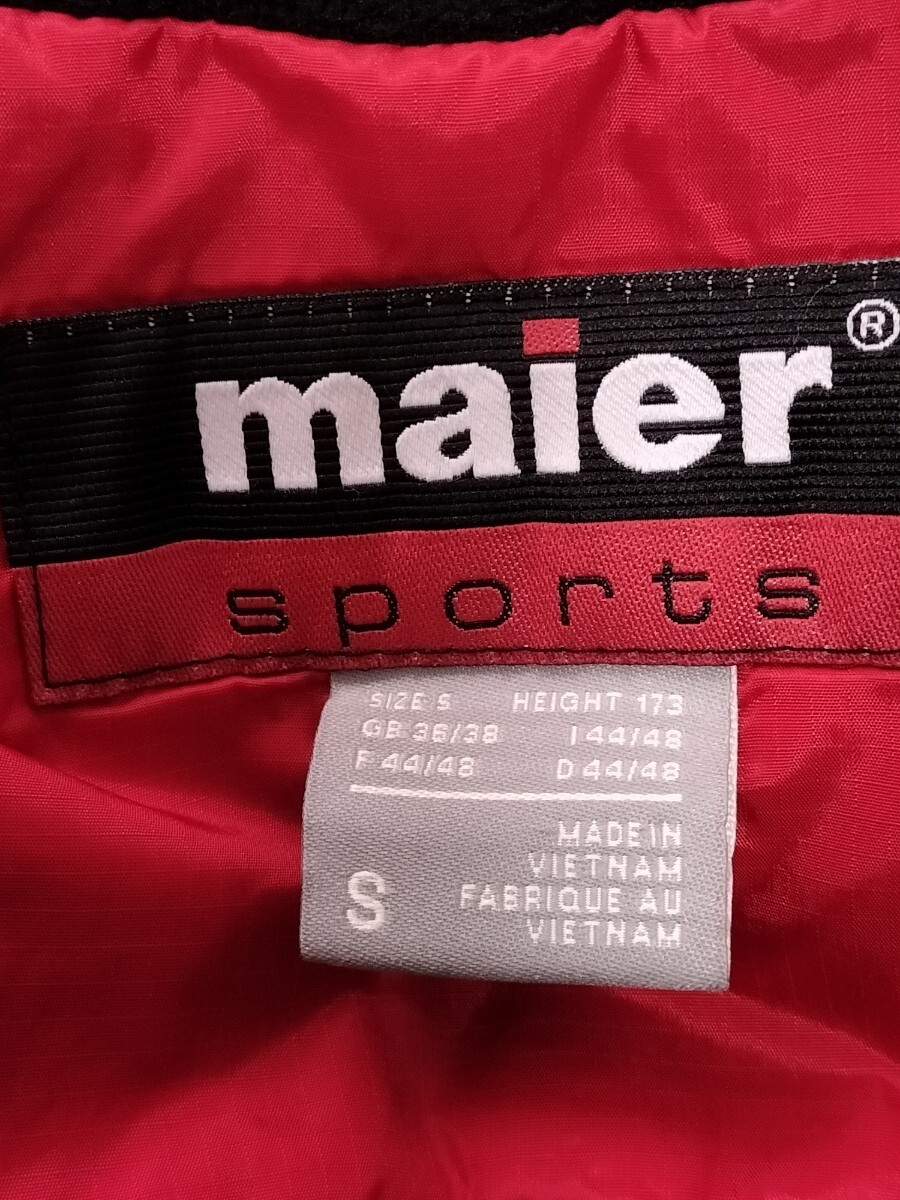 maier®
sports
SIZE S HEIGHT 173
GB 36/38 I 44/48
F 44/48 D 44/48
MADE IN
VIETNAM
FABRIQUE AU
VIETNAM
S